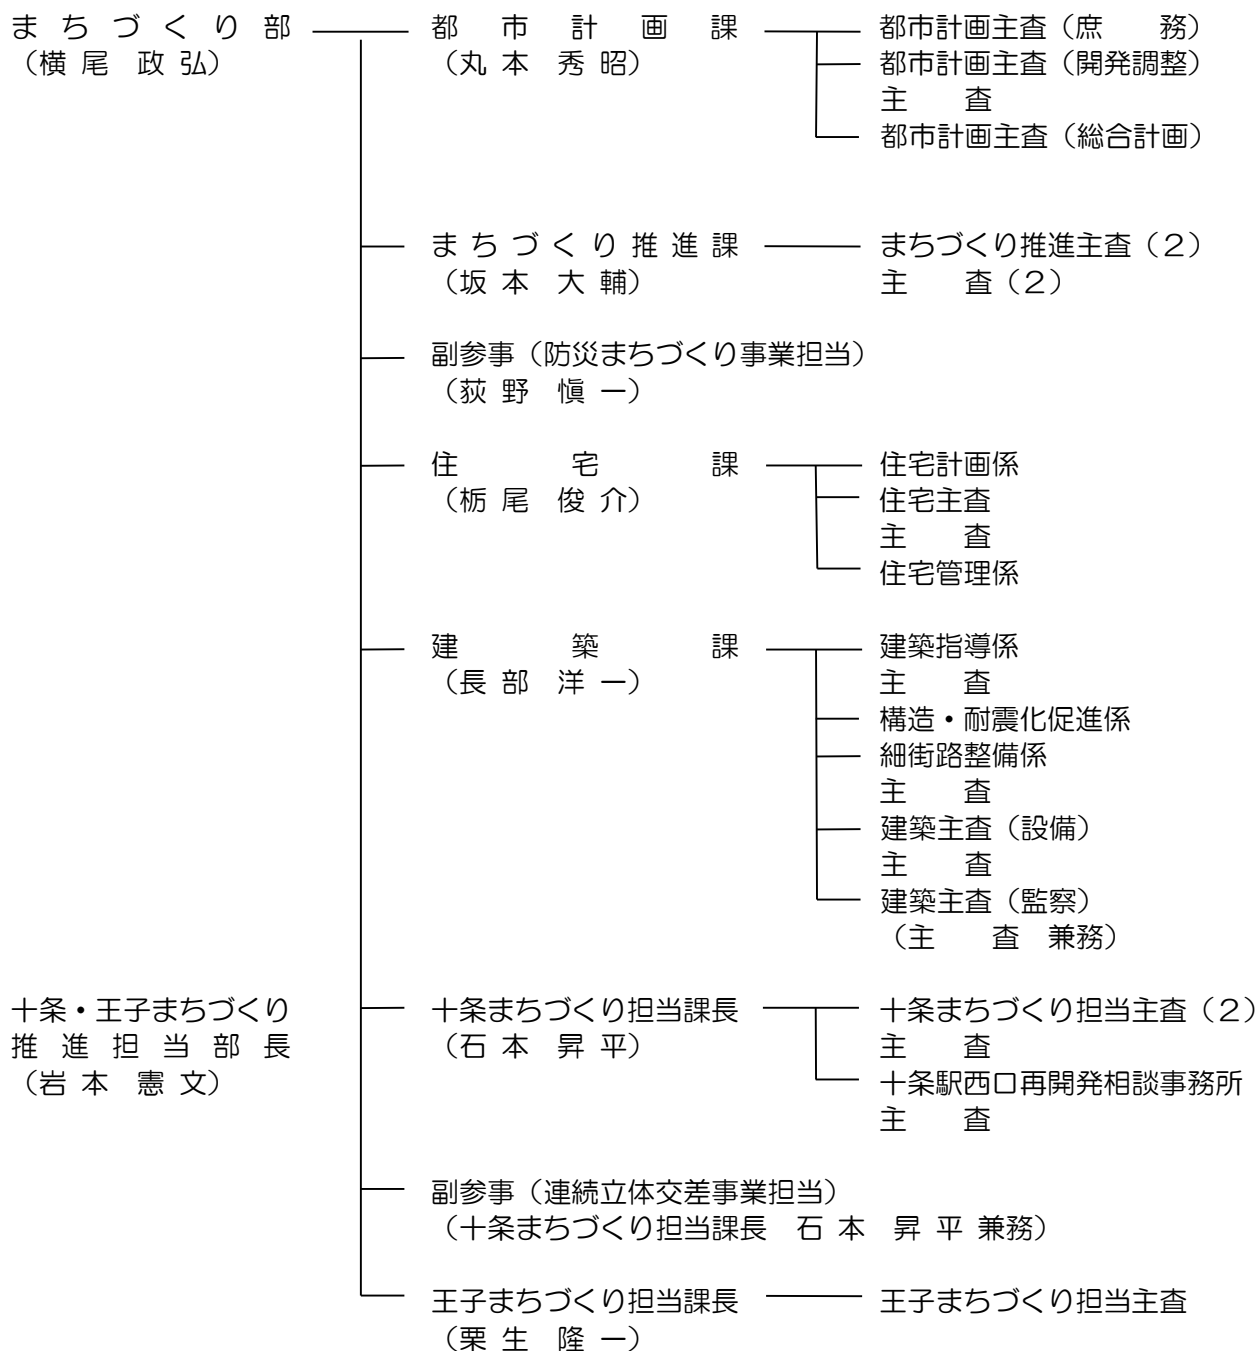 まちづくり部 都市計画課 都市計画主査（庶　務）
（横尾 政弘） （丸本 秀昭） 都市計画主査（開発調整）
主　査
都市計画主査（総合計画）
まちづくり推進課 まちづくり推進主査（２）
（坂本 大輔） 主　査（２）
副参事（防災まちづくり事業担当）
（荻野 愼一）
住宅課 住宅計画係
（栃尾 俊介） 住宅主査
主　査
住宅管理係
建築課 建築指導係
（長部 洋一） 主　査
構造・耐震化促進係
細街路整備係
主　査
建築主査（設備）
主　査
建築主査（監察）
（主　査 兼務）
十条・王子まちづくり 十条まちづくり担当課長 十条まちづくり担当主査（２）
推進担当部長 （石本 昇平） 主　査
（岩本 憲文） 十条駅西口再開発相談事務所
主　査
副参事（連続立体交差事業担当）
（十条まちづくり担当課長 石本 昇平 兼務）
王子まちづくり担当課長 王子まちづくり担当主査
（栗生 隆一）